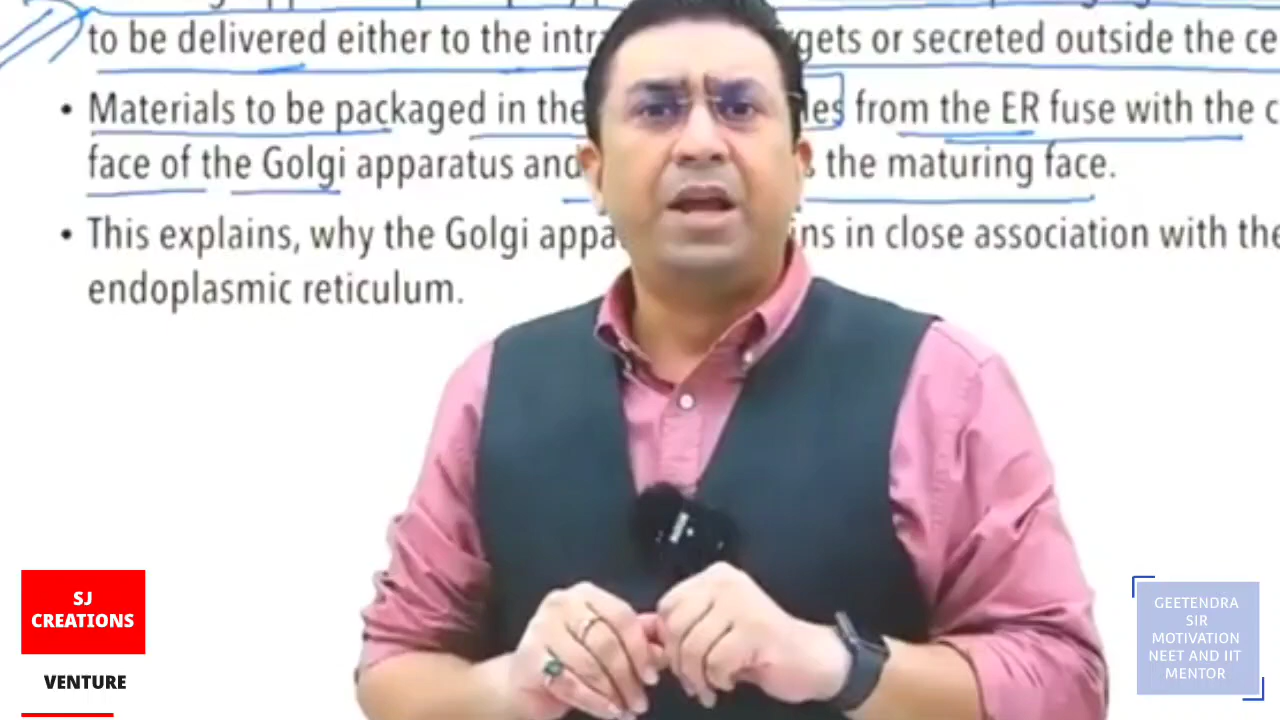 to be delivered either to the intra gets or secreted outside the ce
• Materials to be packaged in the from the ER fuse with the c
face of the Golgi apparatus and the maturing face.
• This explains, why the Golgi appa ins in close association with the
endoplasmic reticulum.
SJ
CREATIONS
VENTURE
GEETENDRA
SIR
MOTIVATION
NEET AND IIT
MENTOR